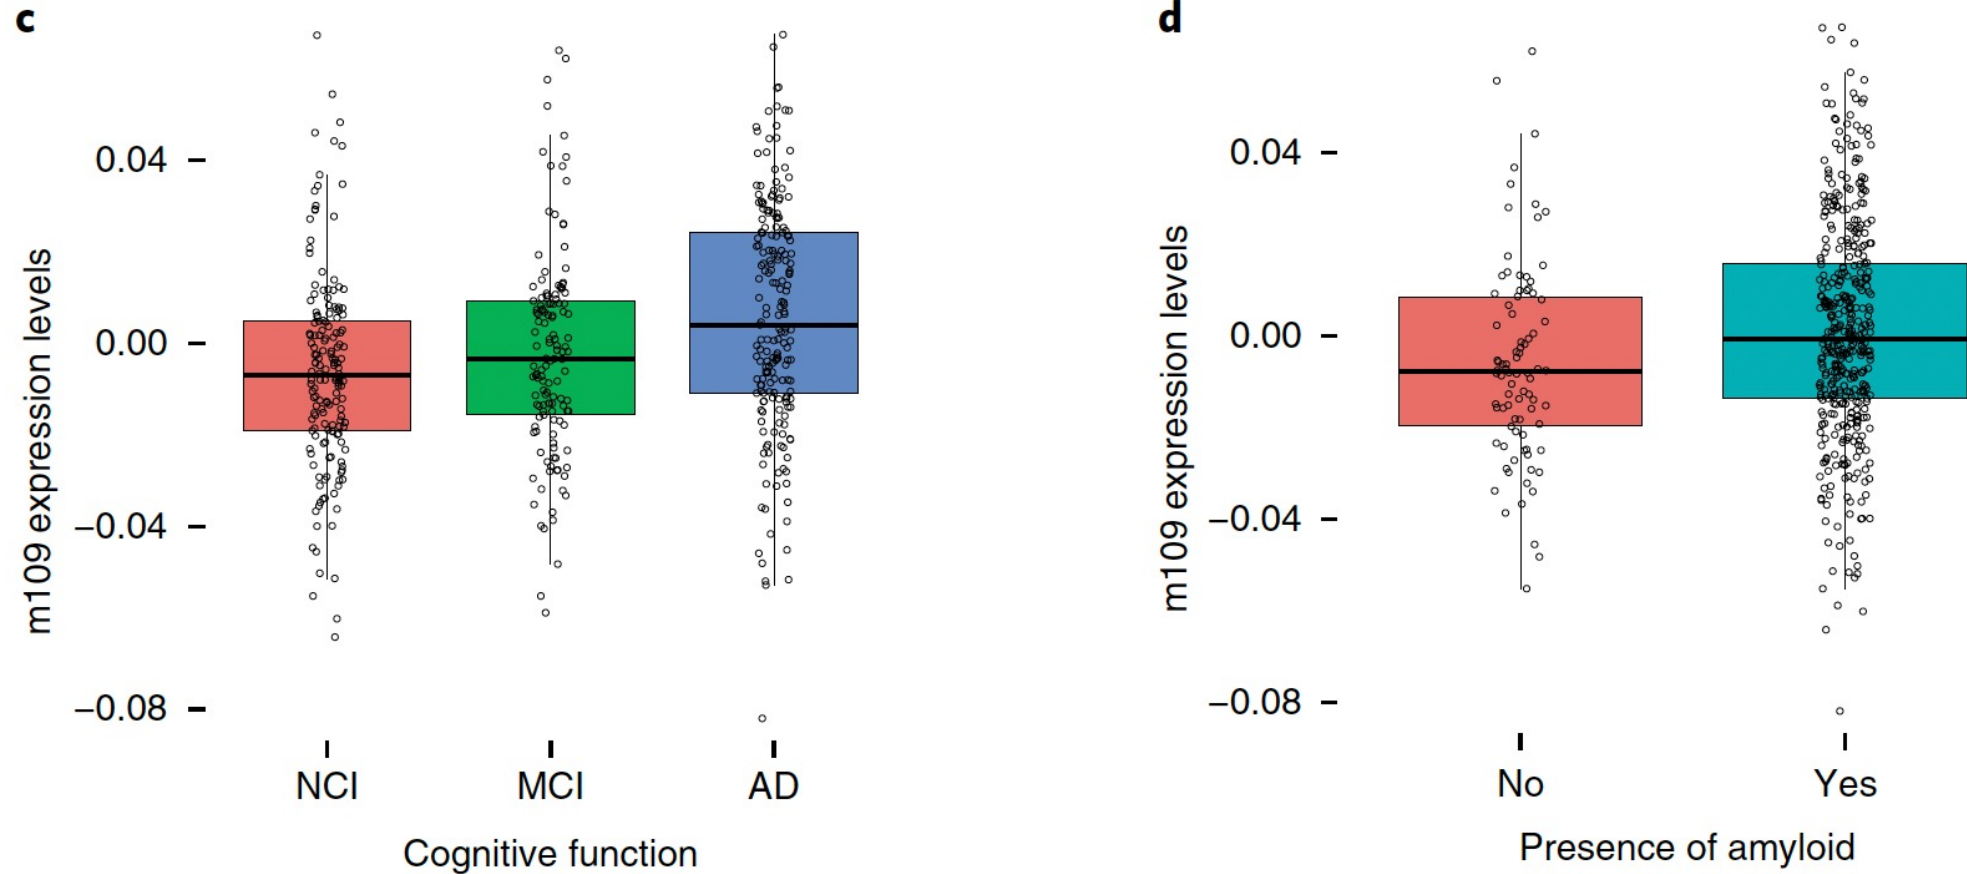 c
m109 expression levels
0.04
0.00
−0.04
−0.08
NCI MCI AD
Cognitive function
d
m109 expression levels
0.04
0.00
−0.04
−0.08
No Yes
Presence of amyloid